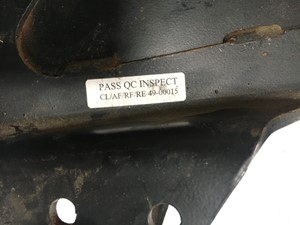 PASS QC INSPECT
CL/AF/RF/RE 49-00015